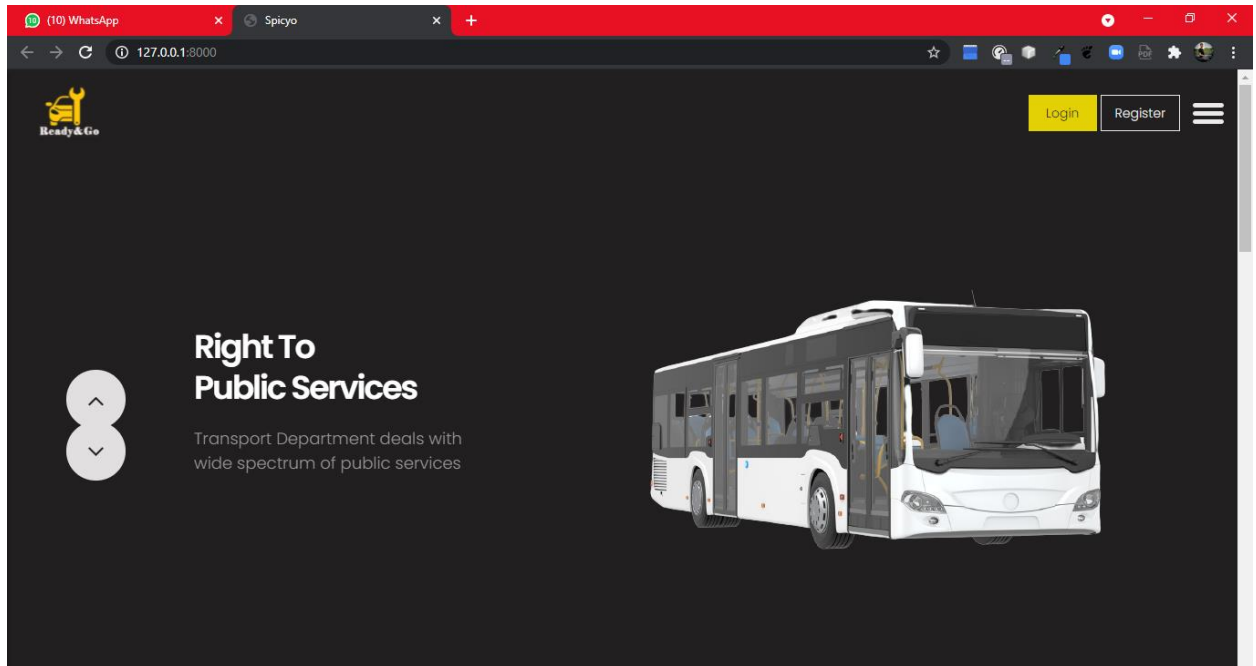 (10) WhatsApp
Spicyo
127.0.0.1:8000
Ready&Go
Login
Register
Right To
Public Services
Transport Department deals with
wide spectrum of public services